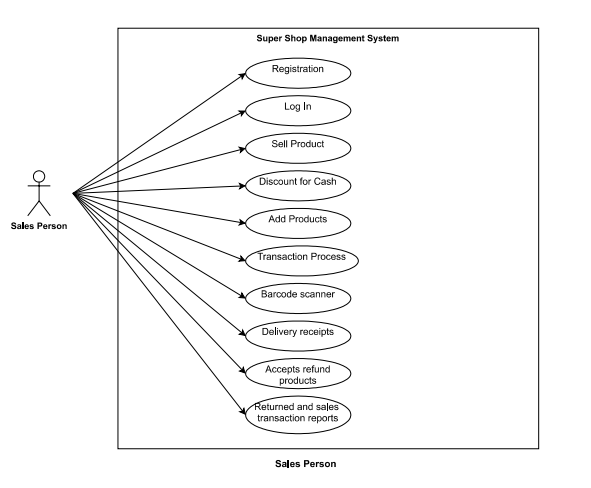 Super Shop Management System
Registration
Log In
Sell Product
Discount for Cash
Add Products
Sales Person
Transaction Process
Barcode scanner
Delivery receipts
Accepts refund
products
Returned and sales
transaction reports
Sales Person